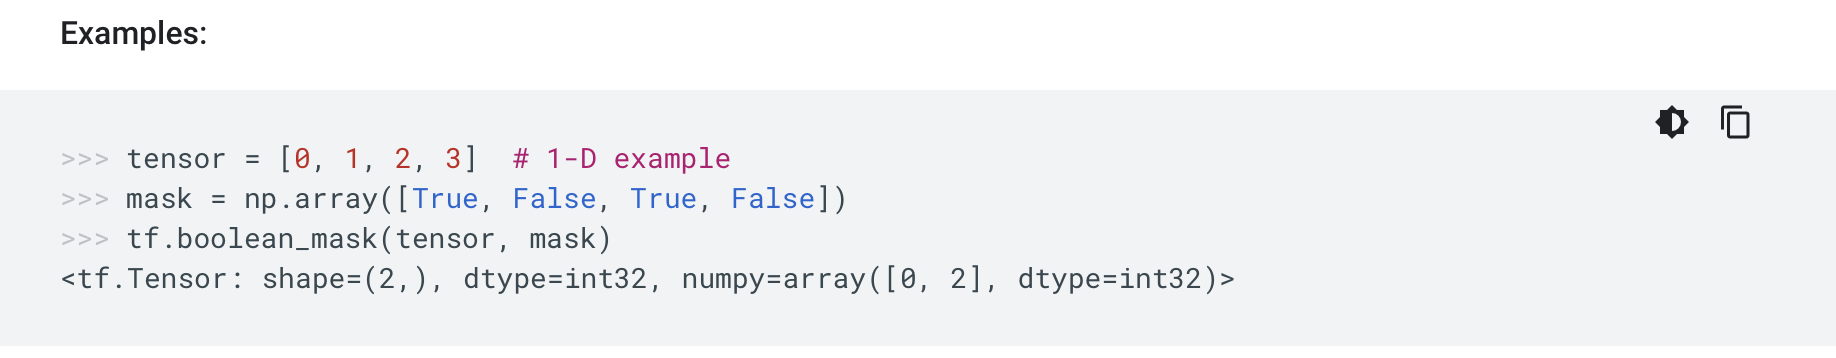 Examples:
>>> tensor = [0, 1, 2, 3]  # 1-D example
>>> mask = np.array([True, False, True, False])
>>> tf.boolean_mask(tensor, mask)
<tf.Tensor: shape=(2,), dtype=int32, numpy=array([0, 2], dtype=int32)>